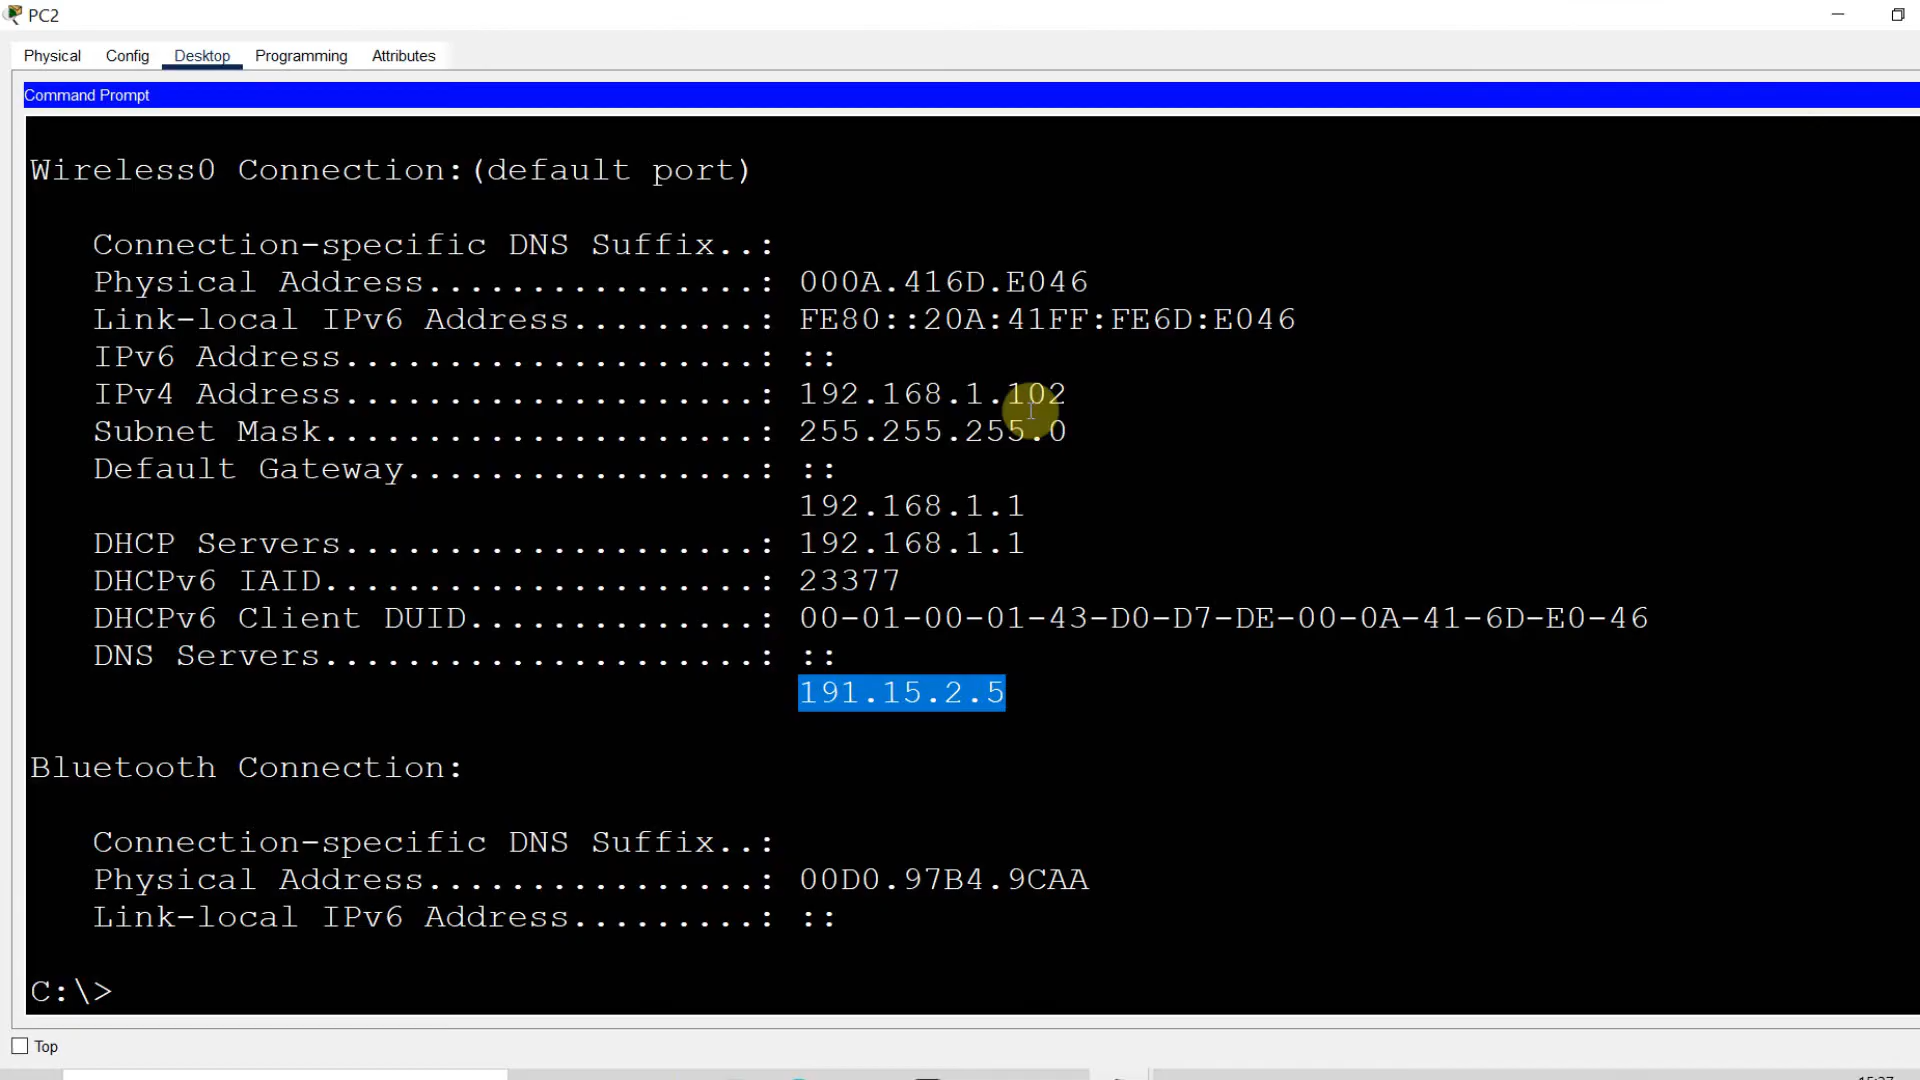 PC2
Physical Config Desktop Programming Attributes
Command Prompt
Wireless0 Connection:(default port)
Connection-specific DNS Suffix..:
Physical Address................: 000A.416D.E046
Link-local IPv6 Address.........: FE80::20A:41FF:FE6D:E046
IPv6 Address....................: ::
IPv4 Address....................: 192.168.1.102
Subnet Mask.....................: 255.255.255.0
Default Gateway.................: ::
192.168.1.1
DHCP Servers....................: 192.168.1.1
DHCPv6 IAID.....................: 23377
DHCPv6 Client DUID..............: 00-01-00-01-43-D0-D7-DE-00-0A-41-6D-E0-46
DNS Servers.....................: ::
191.15.2.5
Bluetooth Connection:
Connection-specific DNS Suffix..:
Physical Address................: 00D0.97B4.9CAA
Link-local IPv6 Address.........: ::
C:\>
Top